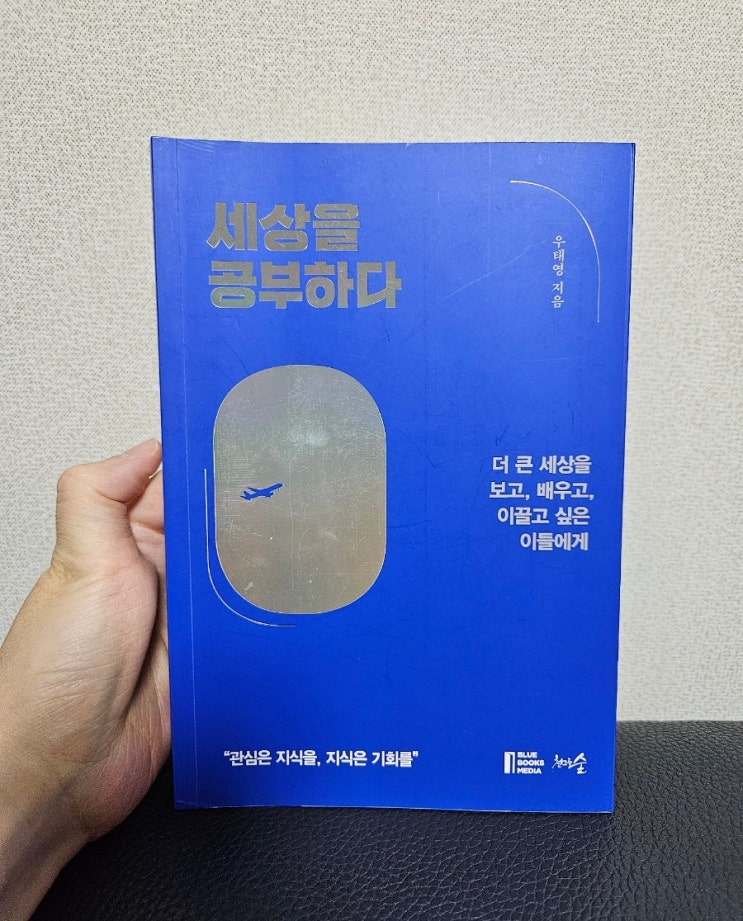 세상을
공부하다
우태영 지음
더 큰 세상을
보고, 배우고,
이끌고 싶은
이들에게
"관심은 지식을, 지식은 기회를"
BLUE
BOOKS
MEDIA